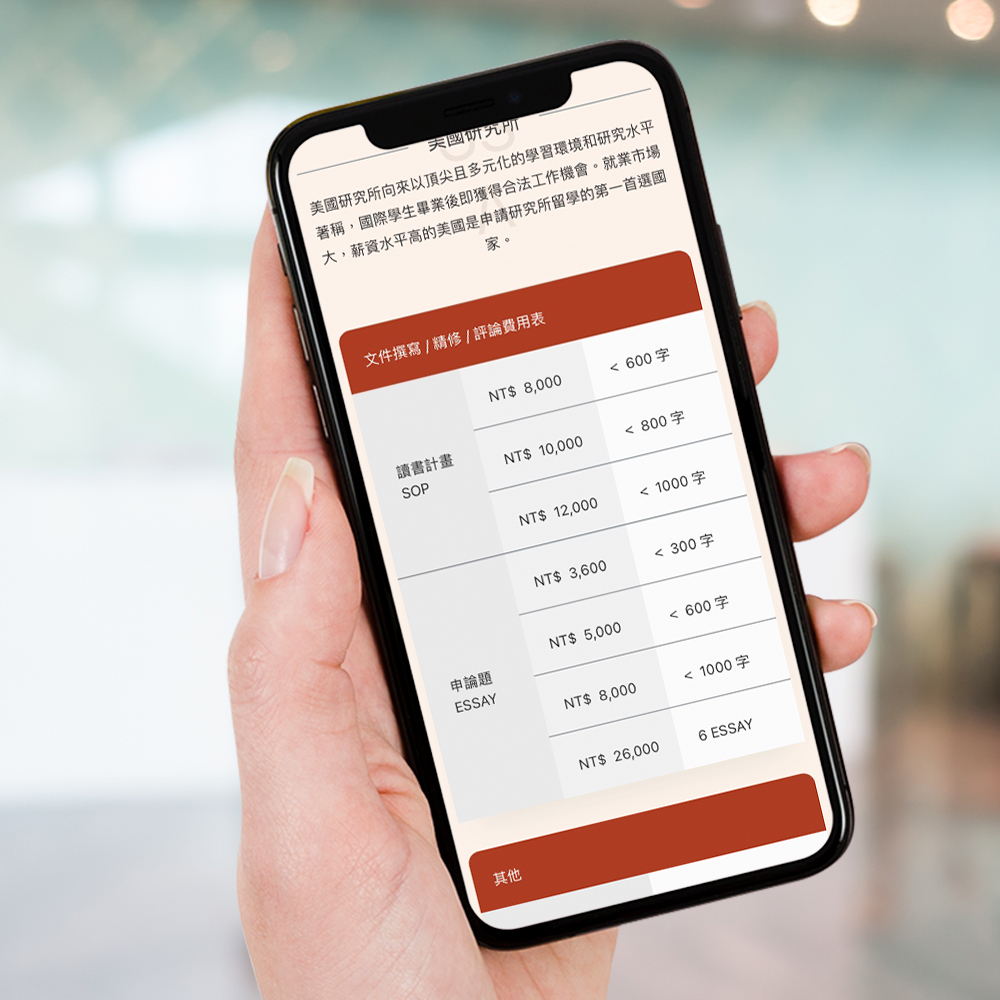 美國研究所
美國研究所向來以頂尖且多元化的學習環境和研究水平
著稱，國際學生畢業後即獲得合法工作機會。就業市場
大，薪資水平高的美國是申請研究所留學的第一首選國
家。
文件撰寫 / 精修 / 評論費用表
讀書計畫
SOP
NT$ 8,000 < 600 字
NT$ 10,000 < 800 字
NT$ 12,000 < 1000 字
申論題
ESSAY
NT$ 3,600 < 300 字
NT$ 5,000 < 600 字
NT$ 8,000 < 1000 字
NT$ 26,000 6 ESSAY
其他